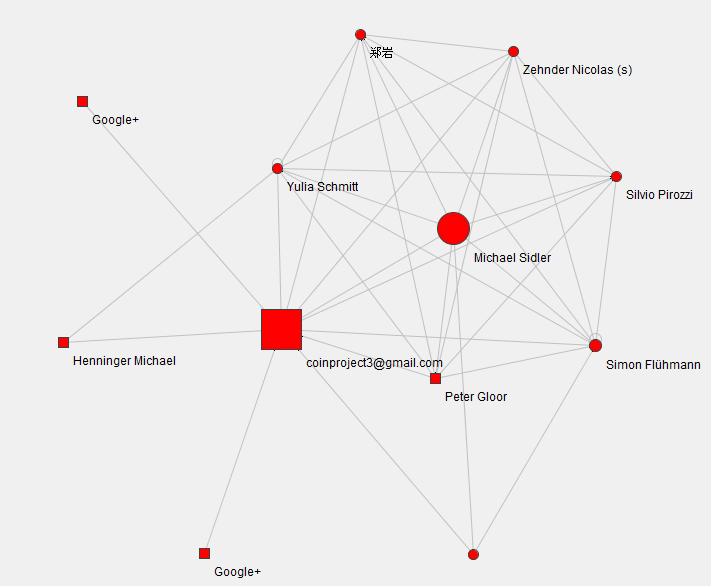 郑岩
Zehnder Nicolas (s)
Google+
Yulia Schmitt
Silvio Pirozzi
Michael Sidler
Henninger Michael
coinproject3@gmail.com
Simon Flühmann
Peter Gloor
Google+